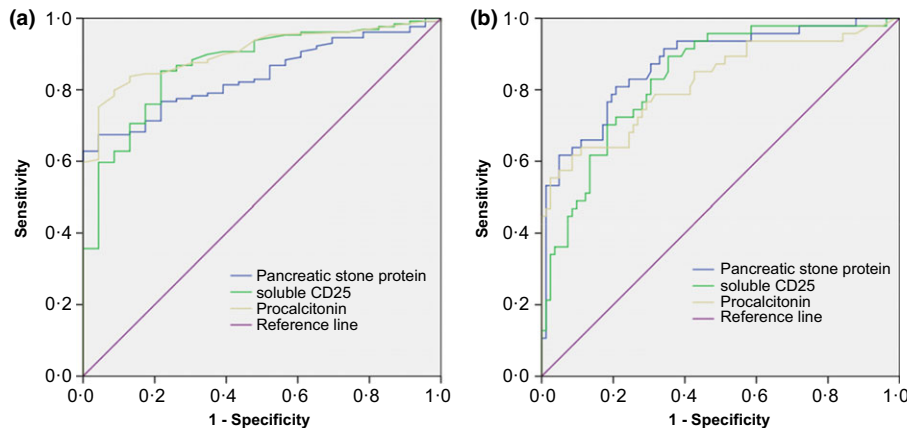 (a)
1·0
0·8
0·6
0·4
0·2
0·0
Sensitivity
Pancreatic stone protein
soluble CD25
Procalcitonin
Reference line
0·0 0·2 0·4 0·6 0·8 1·0
1 - Specificity
(b)
1·0
0·8
0·6
0·4
0·2
0·0
Sensitivity
Pancreatic stone protein
soluble CD25
Procalcitonin
Reference line
0·0 0·2 0·4 0·6 0·8 1·0
1 - Specificity